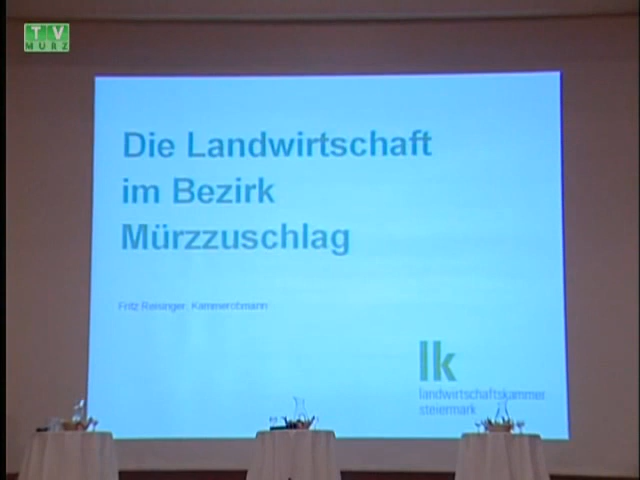 TV
MÜRZ
Die Landwirtschaft
im Bezirk
Mürzzuschlag
Fritz Reisinger, Kammerobmann
lk
landwirtschaftskammer
steiermark